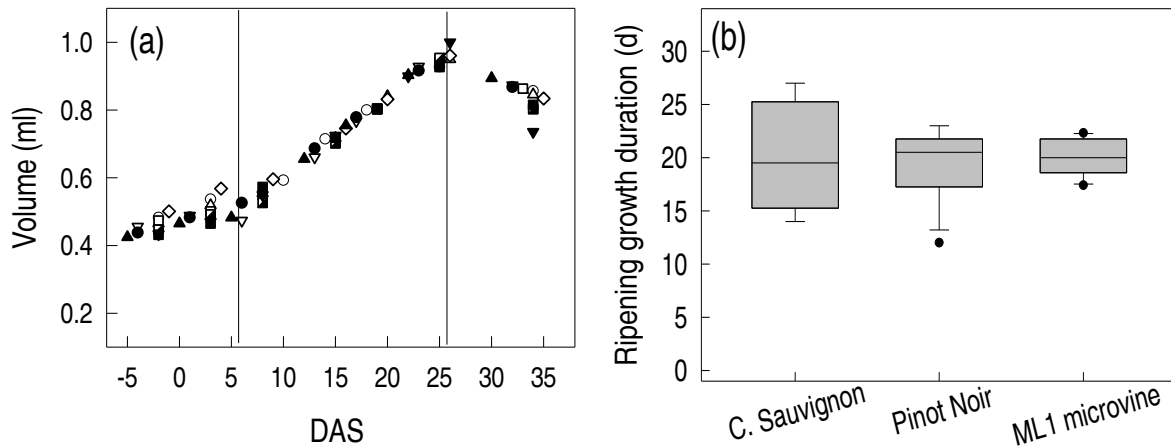 (a)
Volume (ml)
1.0
0.8
0.6
0.4
0.2
-5 0 5 10 15 20 25 30 35
DAS
(b)
Ripening growth duration (d)
30
25
20
15
10
5
0
C. Sauvignon
Pinot Noir
ML1 microvine